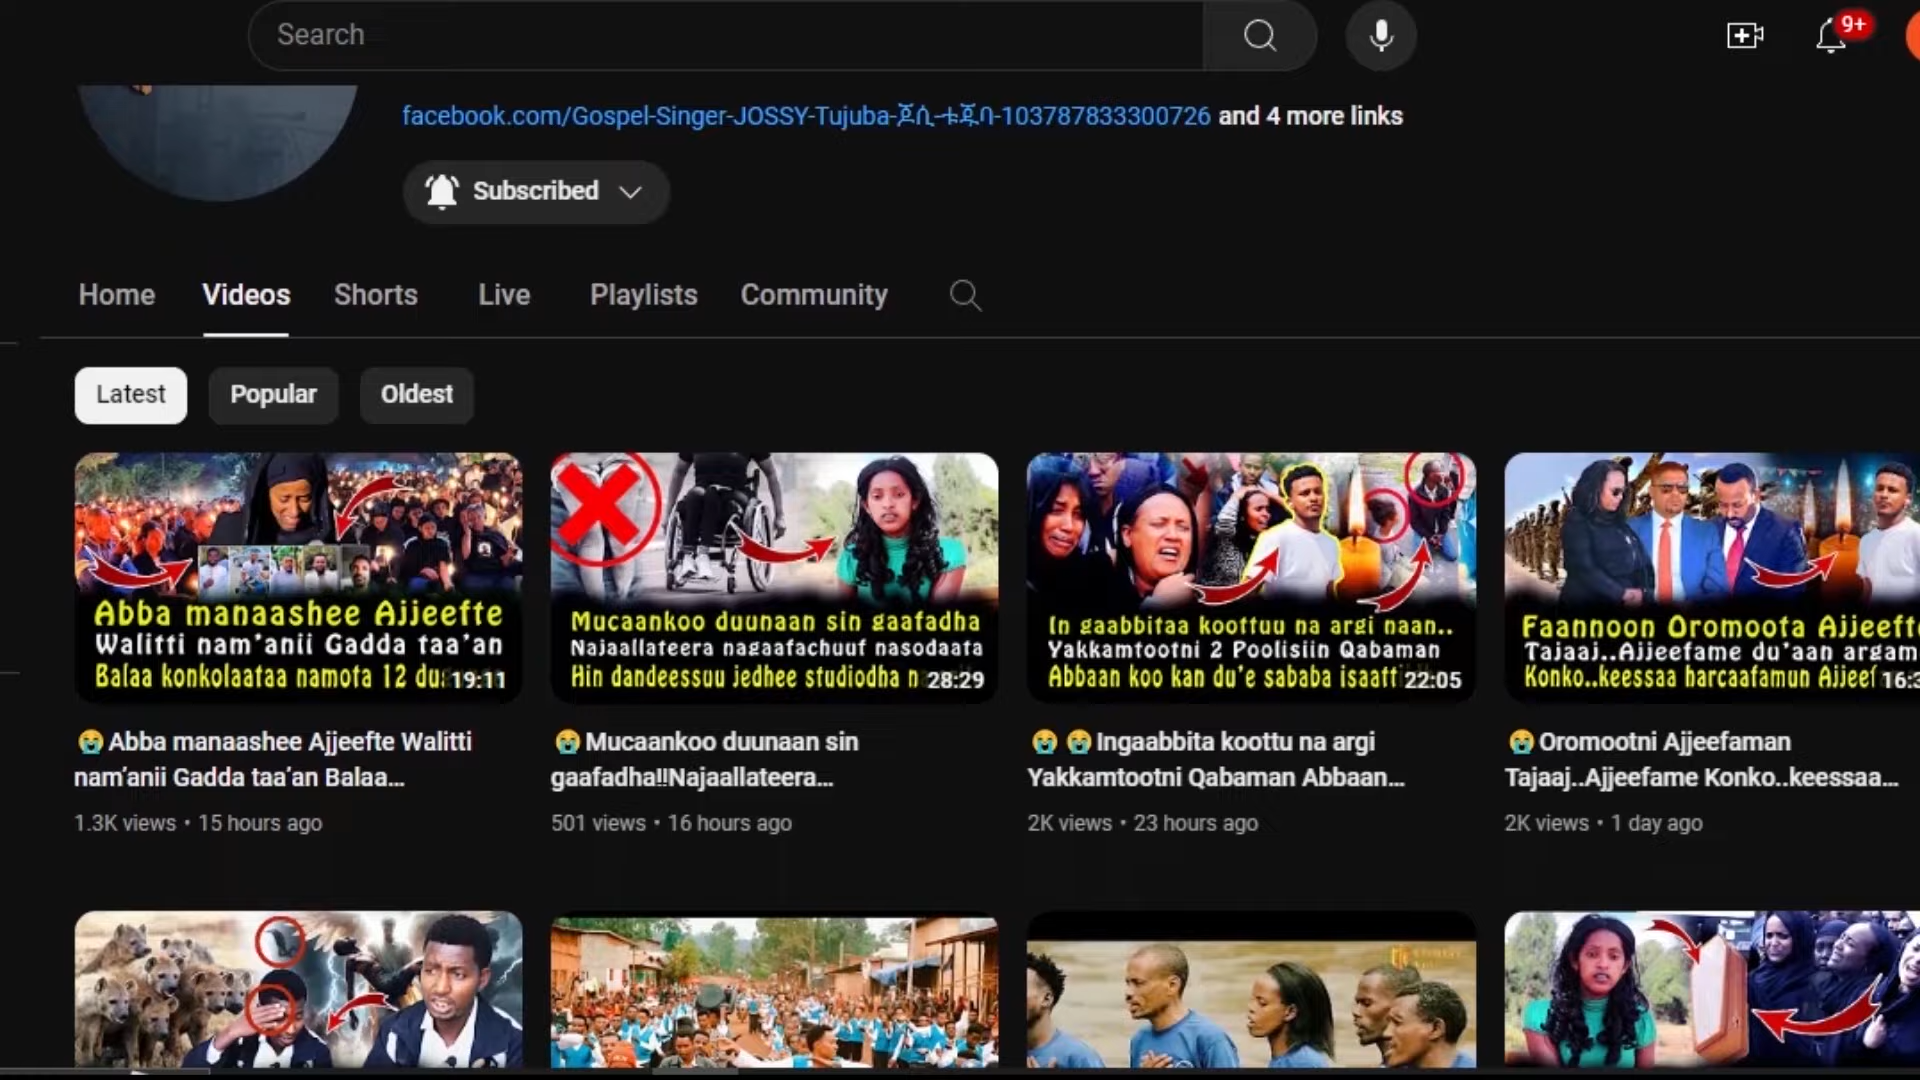 Search
9+
facebook.com/Gospel-Singer-JOSSY-Tujuba-ጆሲ-ቱጁባ-103787833300726 and 4 more links
Subscribed
Home Videos Shorts Live Playlists Community
Latest Popular Oldest
Abba manaashee Ajjeefte
Walitti nam'anii Gadda taa'an
Balaa konkolaataa namota 12 du
19:11
Mucaankoo duunaan sin gaafadha
Najaallateera nagaafachuuf nasodaata
Hin dandeessuu jedhee studiodha n
28:29
In gaabbitaa koottuu na argi naan..
Yakkamtootni 2 Poolisiin Qabaman
Abbaan koo kan du'e sababa isaatt
22:05
Faannoon Oromoota Ajjeefte
Tajaaj..Ajjeefame du'aan argam
Konko..keessaa harcaafamun Ajjeef
16:3
😭Abba manaashee Ajjeefte Walitti
nam'anii Gadda taa'an Balaa...
1.3K views • 15 hours ago
😭Mucaankoo duunaan sin
gaafadha!!Najaallateera...
501 views • 16 hours ago
😭😭Ingaabbita koottu na argi
Yakkamtootni Qabaman Abbaan...
2K views • 23 hours ago
😭Oromootni Ajjeefaman
Tajaaj..Ajjeefame Konko..keessaa...
2K views • 1 day ago